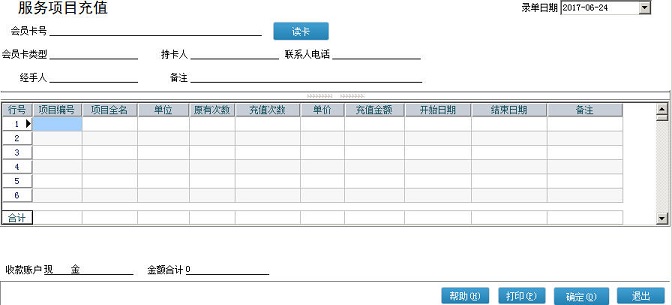 服务项目充值
录单日期 2017-06-24
会员卡号 读卡
会员卡类型 持卡人 联系人电话
经手人 备注
行号 项目编号 项目全名 单位 原有次数 充值次数 单价 充值金额 开始日期 结束日期 备注
1
2
3
4
5
6
合计
收款账户 现 金 金额合计 0
帮助(H) 打印(P) 确定(O) 退出